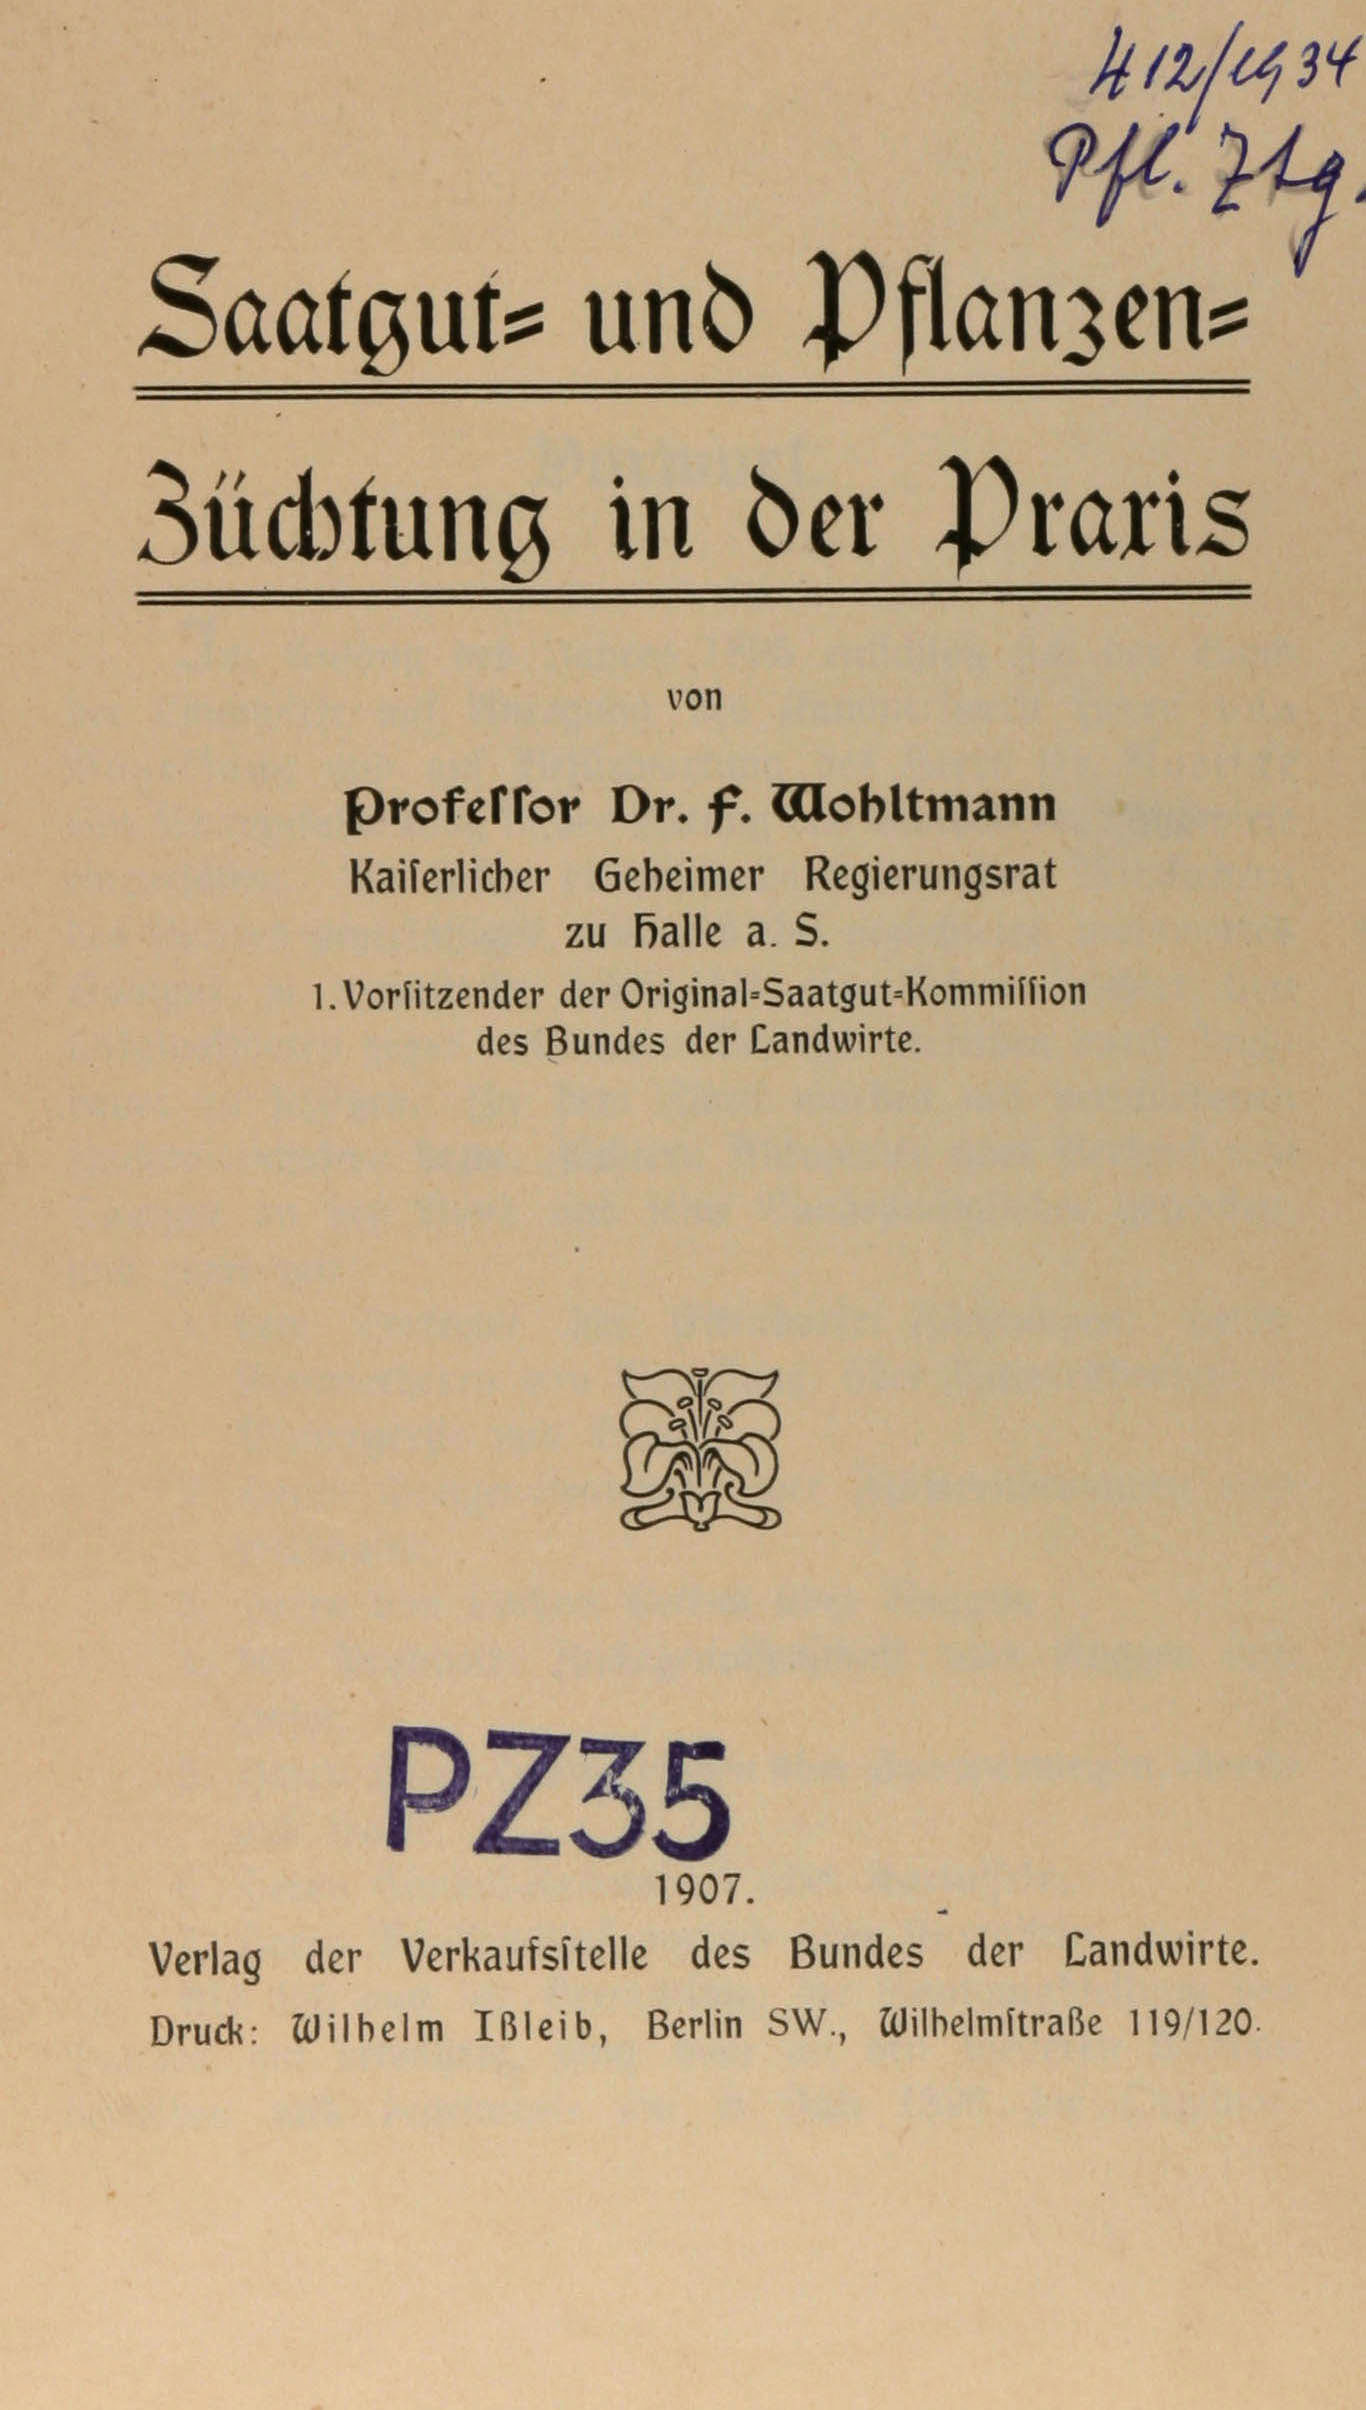 412/1934
Pfl. Ztg.
Saatgut- und Pflanzen-
Züchtung in der Praxis
von
Professor Dr. F. Wohltmann
Kaiserlicher Geheimer Regierungsrat
zu Halle a. S.
1. Vorsitzender der Original-Saatgut-Kommission
des Bundes der Landwirte.
PZ35
1907.
Verlag der Verkaufsstelle des Bundes der Landwirte.
Druck: Wilhelm Ißleib, Berlin SW., Wilhelmstraße 119/120.